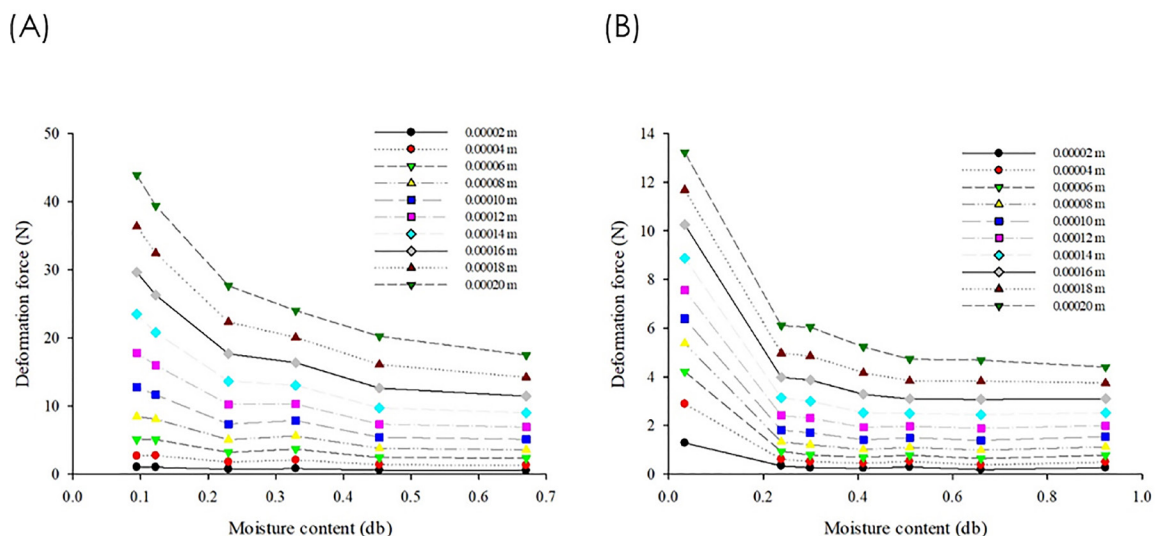 (A)
(B)
50
40
30
20
10
0
Deformation force (N)
0.0
0.1
0.2
0.3
0.4
0.5
0.6
0.7
Moisture content (db)
0.00002 m
0.00004 m
0.00006 m
0.00008 m
0.00010 m
0.00012 m
0.00014 m
0.00016 m
0.00018 m
0.00020 m
14
12
10
8
6
4
2
0
Deformation force (N)
0.0
0.2
0.4
0.6
0.8
1.0
Moisture content (db)
0.00002 m
0.00004 m
0.00006 m
0.00008 m
0.00010 m
0.00012 m
0.00014 m
0.00016 m
0.00018 m
0.00020 m